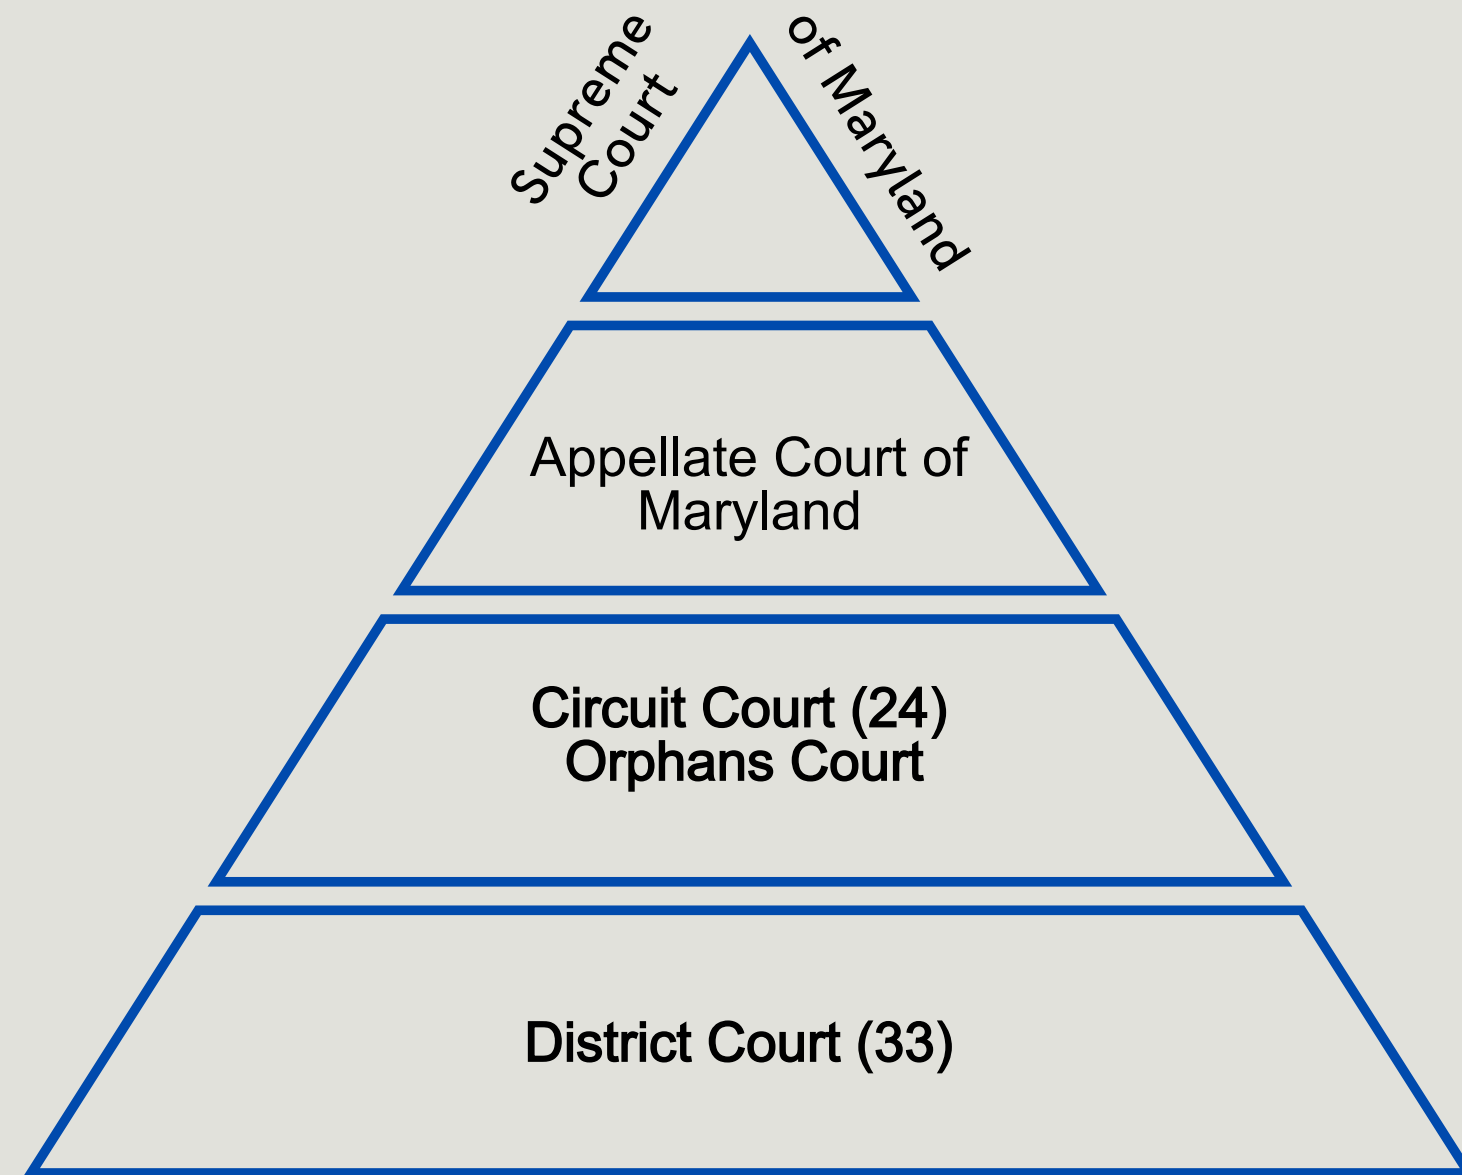 Supreme
Court
of Maryland
Appellate Court of
Maryland
Circuit Court (24)
Orphans Court
District Court (33)